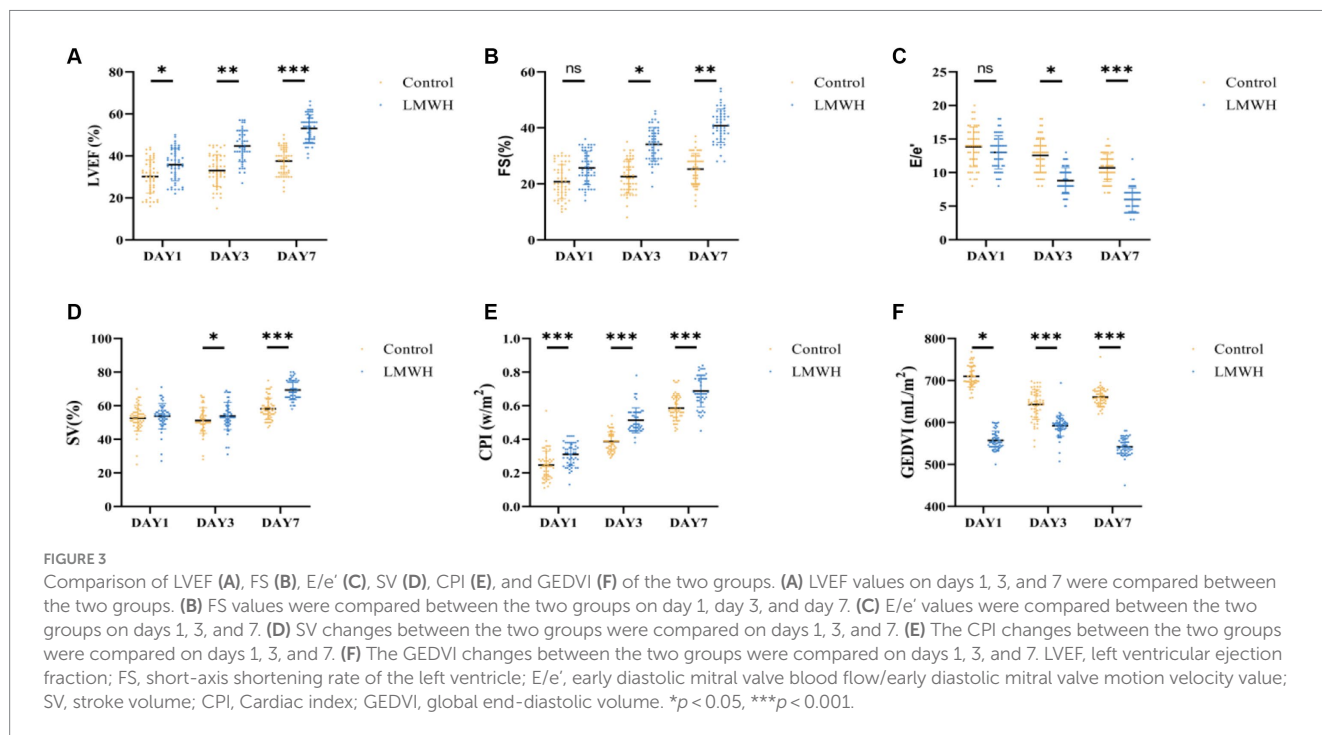 A
* ** ***
80
60
40
20
0
LVEF (%)
DAY1 DAY3 DAY7
Control
LMWH
B
ns * **
60
40
20
0
FS(%)
DAY1 DAY3 DAY7
Control
LMWH
C
ns * ***
25
20
15
10
5
0
E/e'
DAY1 DAY3 DAY7
Control
LMWH
D
* ***
100
80
60
40
20
0
SV(%)
DAY1 DAY3 DAY7
Control
LMWH
E
*** *** ***
1.0
0.8
0.6
0.4
0.2
0.0
CPI (w/m²)
DAY1 DAY3 DAY7
Control
LMWH
F
* *** ***
800
700
600
500
400
GEDVI (mL/m²)
DAY1 DAY3 DAY7
Control
LMWH
FIGURE 3
Comparison of LVEF (A), FS (B), E/e' (C), SV (D), CPI (E), and GEDVI (F) of the two groups. (A) LVEF values on days 1, 3, and 7 were compared between
the two groups. (B) FS values were compared between the two groups on day 1, day 3, and day 7. (C) E/e' values were compared between the two
groups on days 1, 3, and 7. (D) SV changes between the two groups were compared on days 1, 3, and 7. (E) The CPI changes between the two groups
were compared on days 1, 3, and 7. (F) The GEDVI changes between the two groups were compared on days 1, 3, and 7. LVEF, left ventricular ejection
fraction; FS, short-axis shortening rate of the left ventricle; E/e', early diastolic mitral valve blood flow/early diastolic mitral valve motion velocity value;
SV, stroke volume; CPI, Cardiac index; GEDVI, global end-diastolic volume. *p < 0.05, ***p < 0.001.